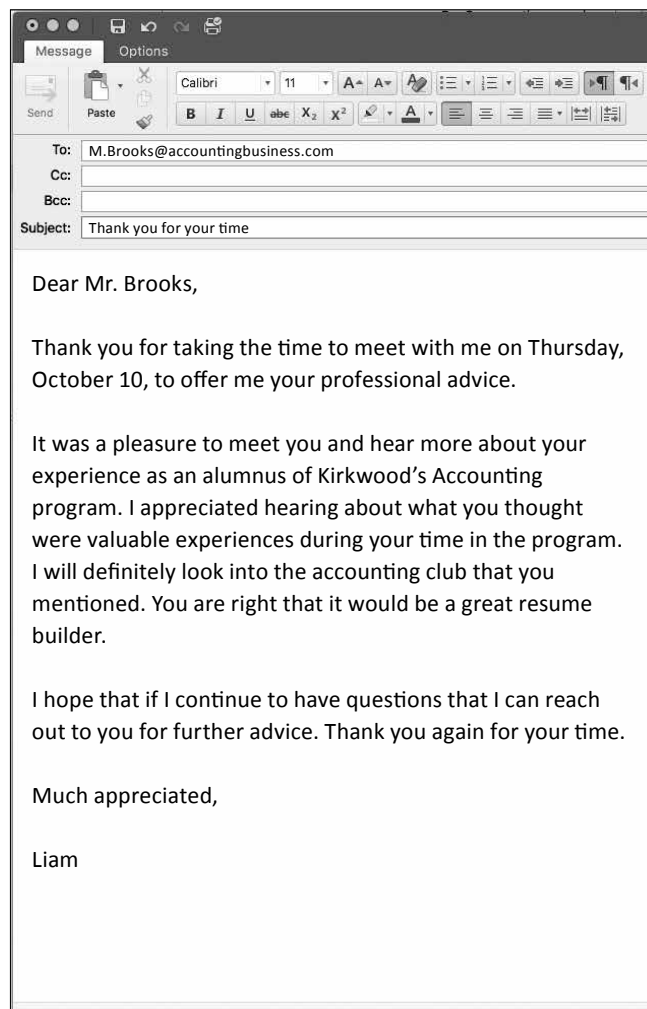 Message Options
Calibri 11 A A
Send Paste B I U abc X₂ X² A
To: M.Brooks@accountingbusiness.com
Cc:
Bcc:
Subject: Thank you for your time
Dear Mr. Brooks,
Thank you for taking the time to meet with me on Thursday,
October 10, to offer me your professional advice.
It was a pleasure to meet you and hear more about your
experience as an alumnus of Kirkwood’s Accounting
program. I appreciated hearing about what you thought
were valuable experiences during your time in the program.
I will definitely look into the accounting club that you
mentioned. You are right that it would be a great resume
builder.
I hope that if I continue to have questions that I can reach
out to you for further advice. Thank you again for your time.
Much appreciated,
Liam